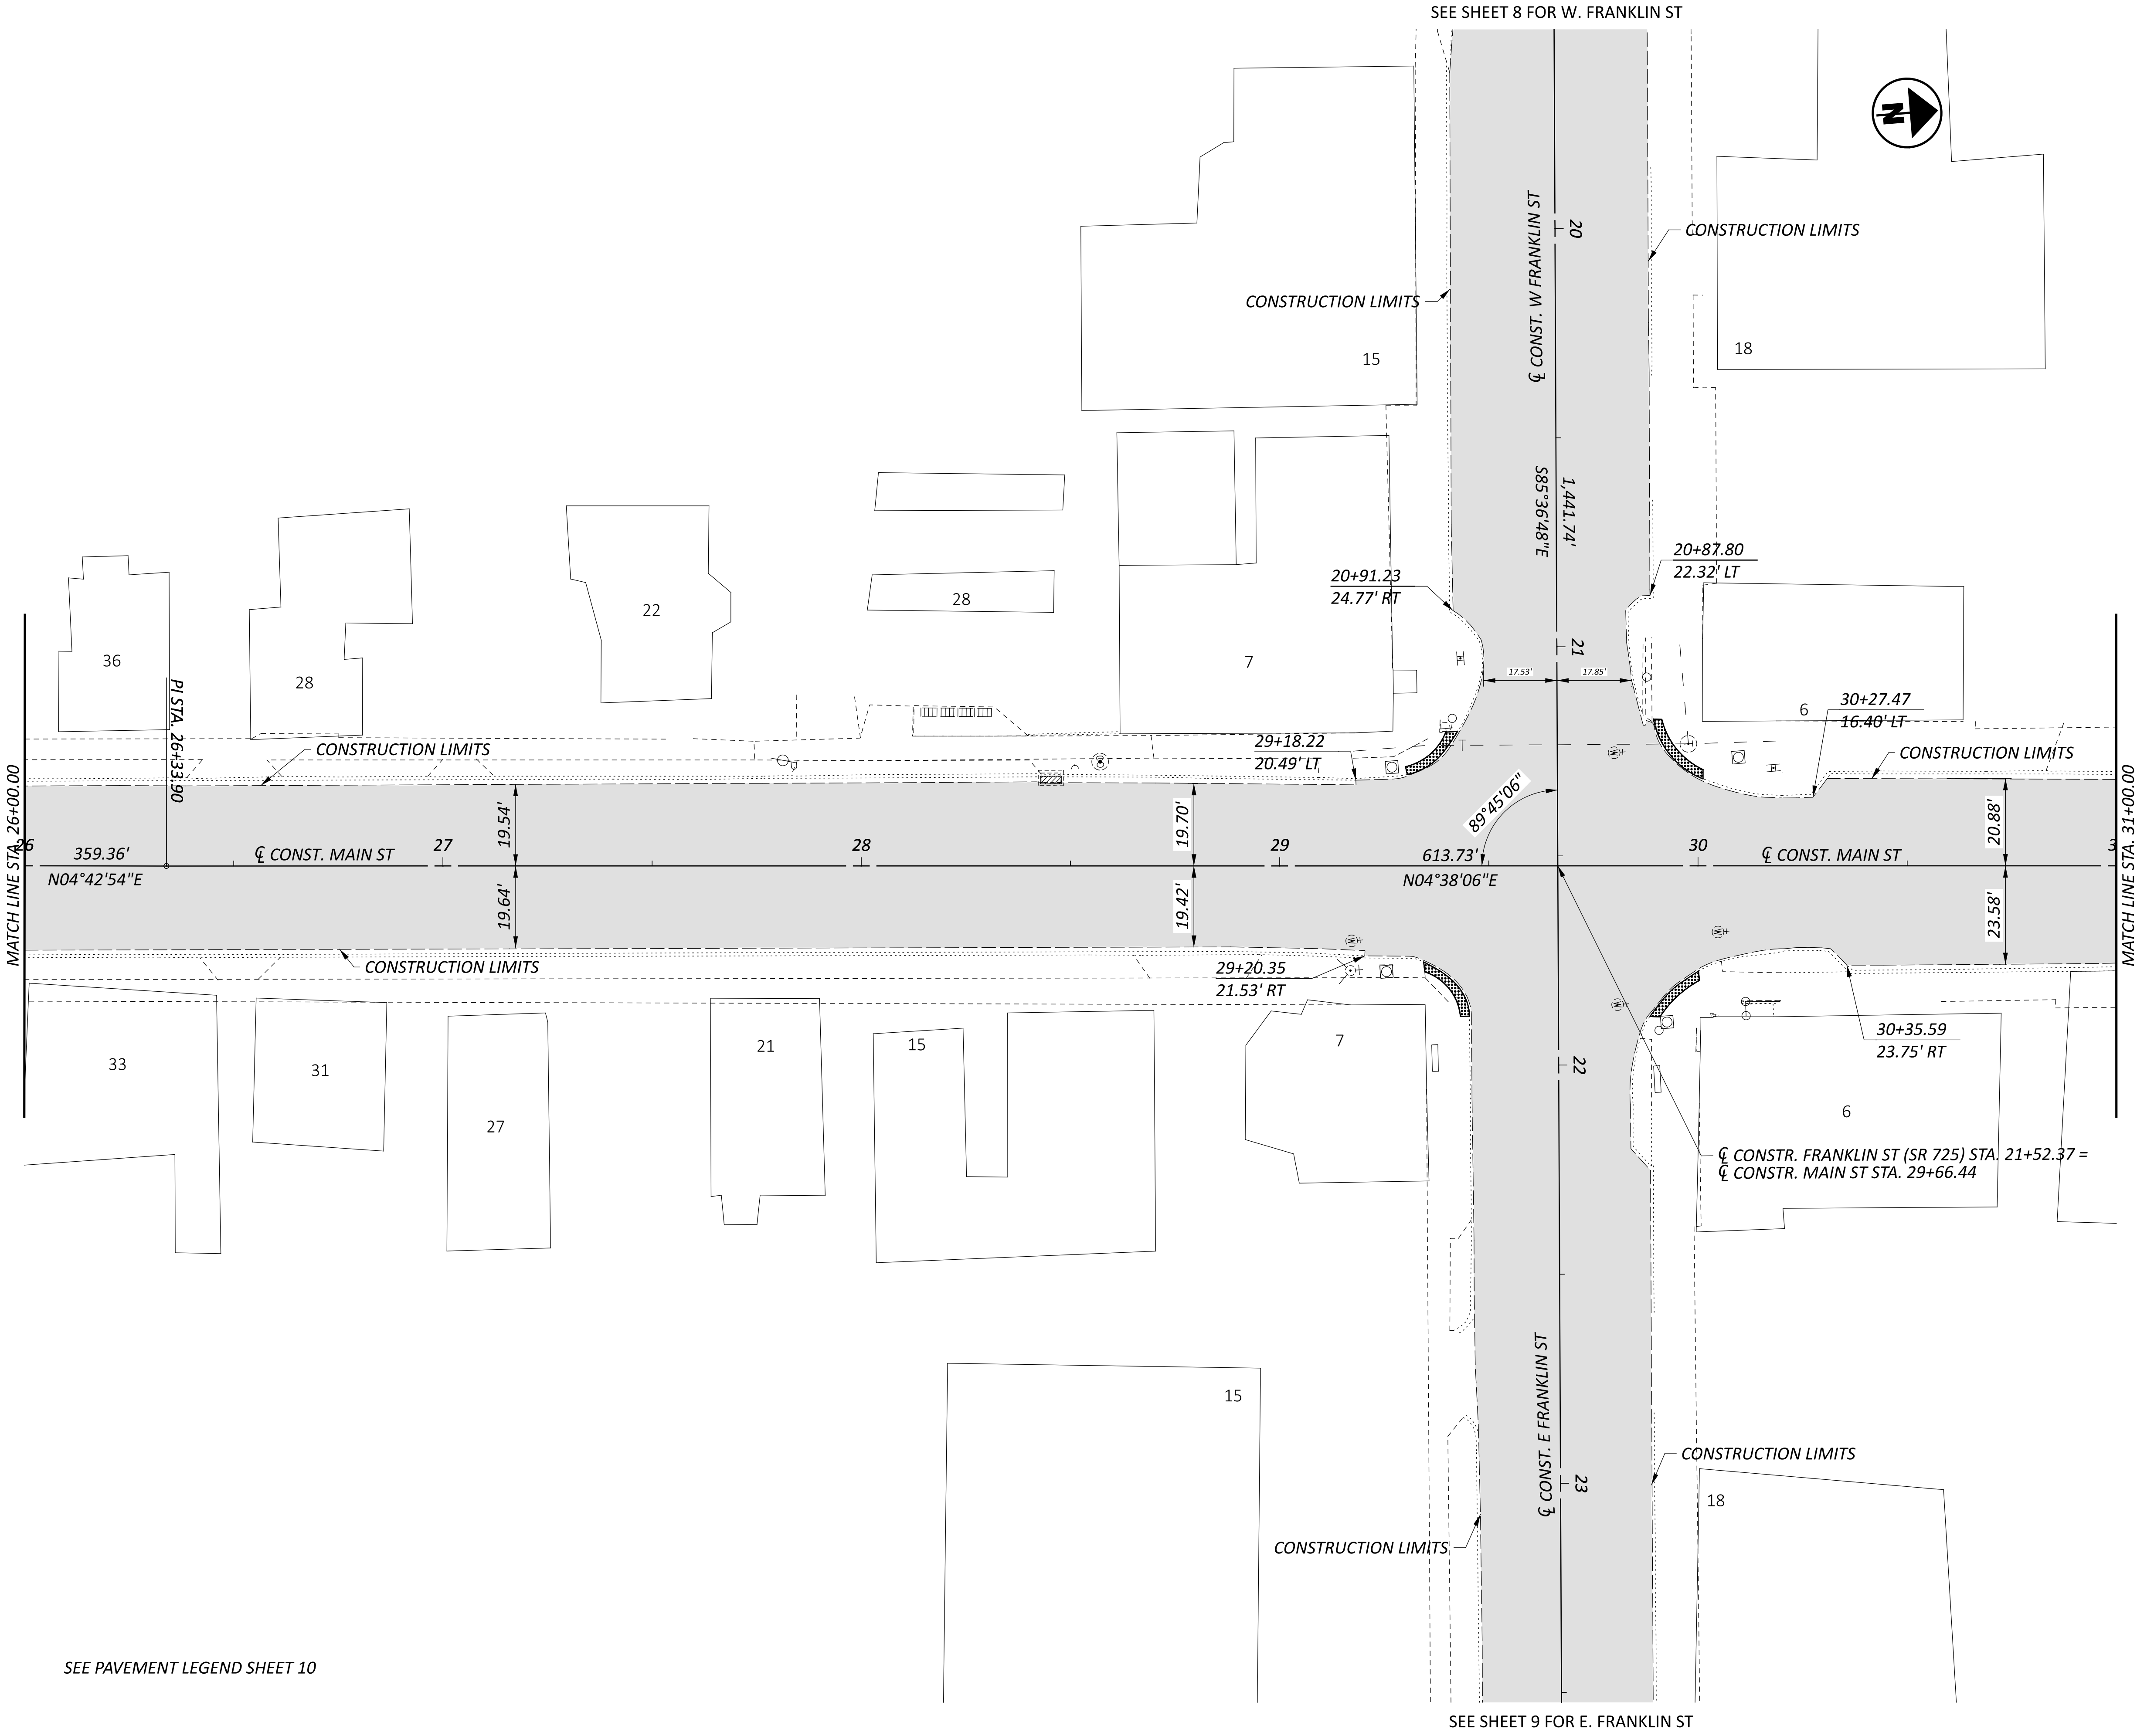 SEE SHEET 8 FOR W. FRANKLIN ST
N
20
℄ CONST. W FRANKLIN ST
CONSTRUCTION LIMITS
CONSTRUCTION LIMITS
15
18
1,441.74'
S85°36'48"E
20+87.80
22.32' LT
20+91.23
24.77' RT
21
17.53'
17.85'
36
28
22
28
7
6
PI STA. 26+33.90
30+27.47
16.40' LT
CONSTRUCTION LIMITS
29+18.22
20.49' LT
CONSTRUCTION LIMITS
MATCH LINE STA. 26+00.00
MATCH LINE STA. 31+00.00
89°45'06"
19.54'
19.70'
20.88'
26
359.36'
℄ CONST. MAIN ST
27
28
29
613.73'
30
℄ CONST. MAIN ST
3
N04°42'54"E
N04°38'06"E
19.64'
19.42'
23.58'
W
W
W
W
CONSTRUCTION LIMITS
29+20.35
21.53' RT
30+35.59
23.75' RT
33
31
27
21
15
7
22
6
℄ CONSTR. FRANKLIN ST (SR 725) STA. 21+52.37 =
℄ CONSTR. MAIN ST STA. 29+66.44
15
℄ CONST. E FRANKLIN ST
CONSTRUCTION LIMITS
23
18
CONSTRUCTION LIMITS
SEE PAVEMENT LEGEND SHEET 10
SEE SHEET 9 FOR E. FRANKLIN ST